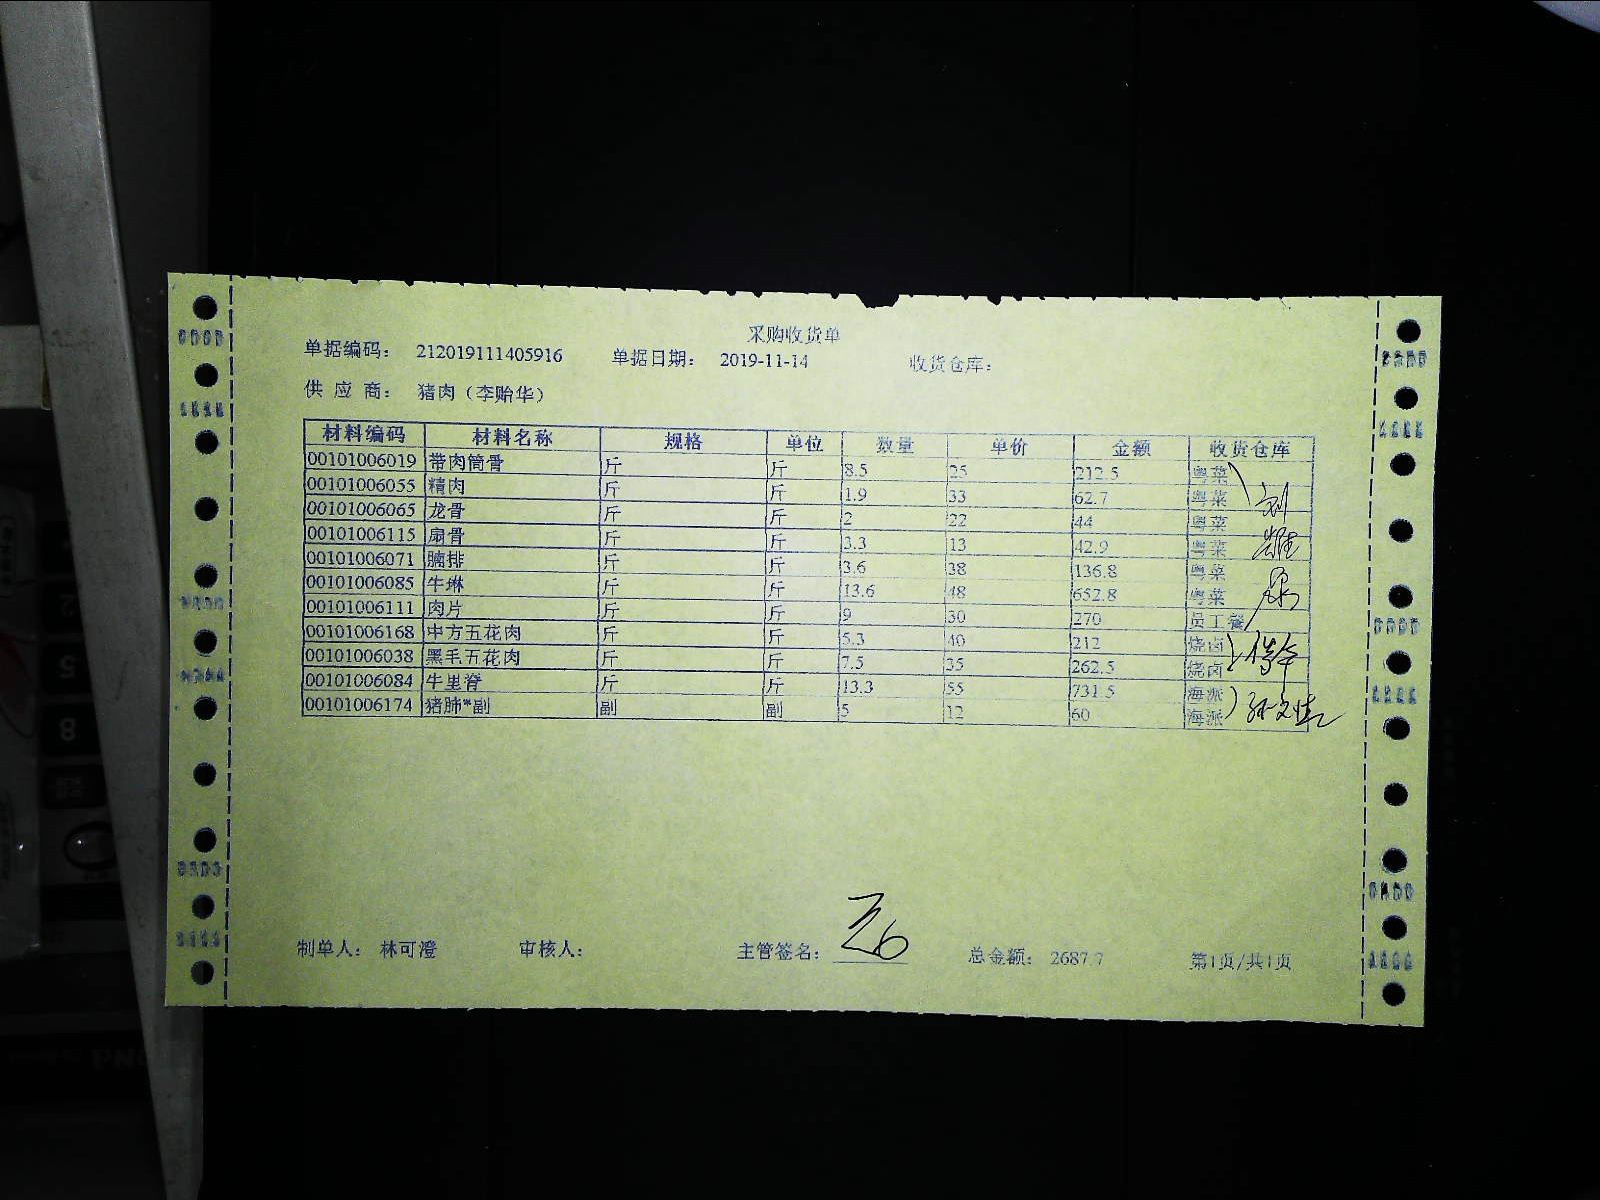 采购收货单
单据编码： 212019111405916 单据日期： 2019-11-14 收货仓库：
供 应 商： 猪肉（李贻华）
材料编码 材料名称 规格 单位 数量 单价 金额 收货仓库
00101006019 带肉筒骨 斤 斤 8.5 25 212.5 粤菜
00101006055 精肉 斤 斤 1.9 33 62.7 粤菜
00101006065 龙骨 斤 斤 2 22 44 粤菜
00101006115 扇骨 斤 斤 3.3 13 42.9 粤菜
00101006071 腩排 斤 斤 3.6 38 136.8 粤菜
00101006085 牛㸆 斤 斤 13.6 48 652.8 粤菜
00101006111 肉片 斤 斤 9 30 270 员工餐
00101006168 中方五花肉 斤 斤 5.3 40 212 烧卤
00101006038 黑毛五花肉 斤 斤 7.5 35 262.5 烧卤
00101006084 牛里脊 斤 斤 13.3 55 731.5 海派
00101006174 猪肺*副 副 副 5 12 60 海派
制单人： 林可澄 审核人： 主管签名： 总金额： 2687.7 第1页/共1页